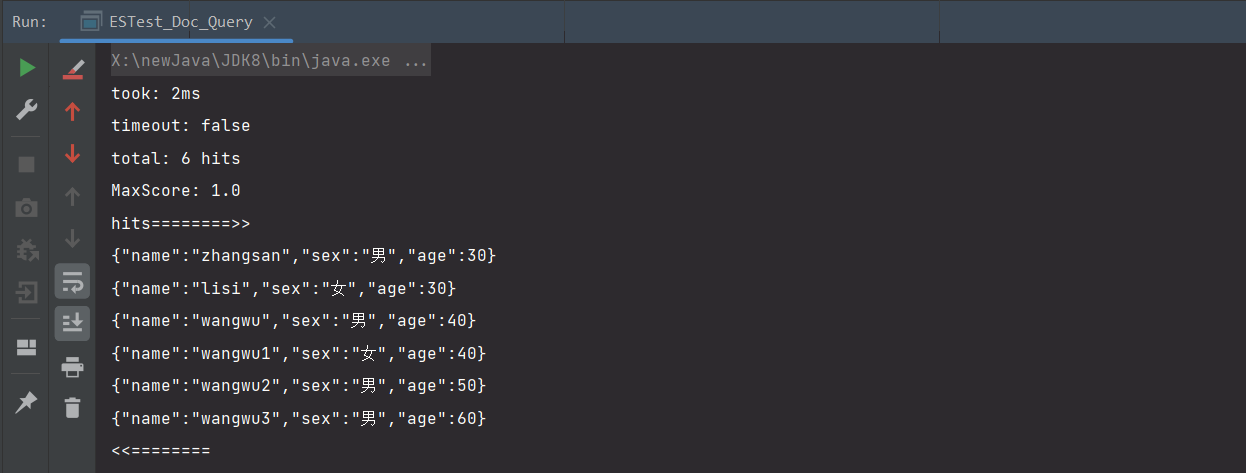 Run: ESTest_Doc_Query
X:\newJava\JDK8\bin\java.exe ...
took: 2ms
timeout: false
total: 6 hits
MaxScore: 1.0
hits========>>
{"name":"zhangsan","sex":"男","age":30}
{"name":"lisi","sex":"女","age":30}
{"name":"wangwu","sex":"男","age":40}
{"name":"wangwu1","sex":"女","age":40}
{"name":"wangwu2","sex":"男","age":50}
{"name":"wangwu3","sex":"男","age":60}
<<========